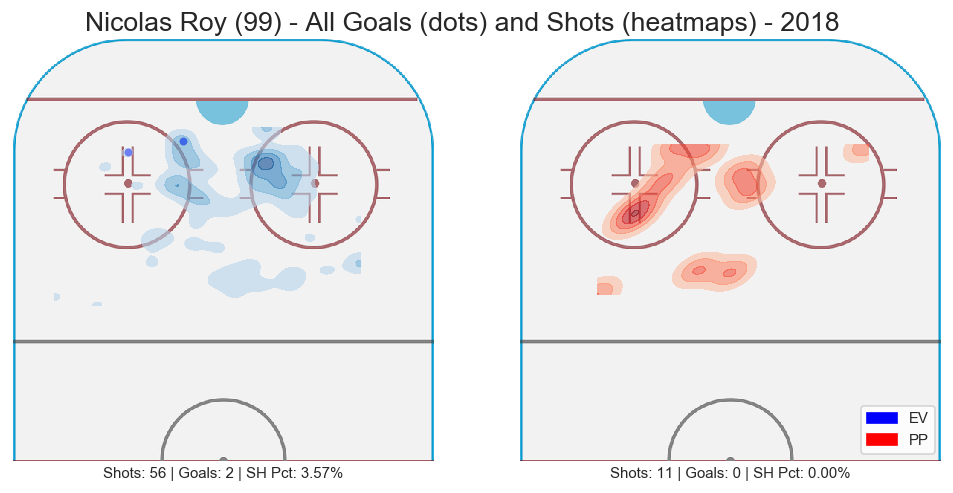 Nicolas Roy (99) - All Goals (dots) and Shots (heatmaps) - 2018
EV
PP
Shots: 56 | Goals: 2 | SH Pct: 3.57%
Shots: 11 | Goals: 0 | SH Pct: 0.00%